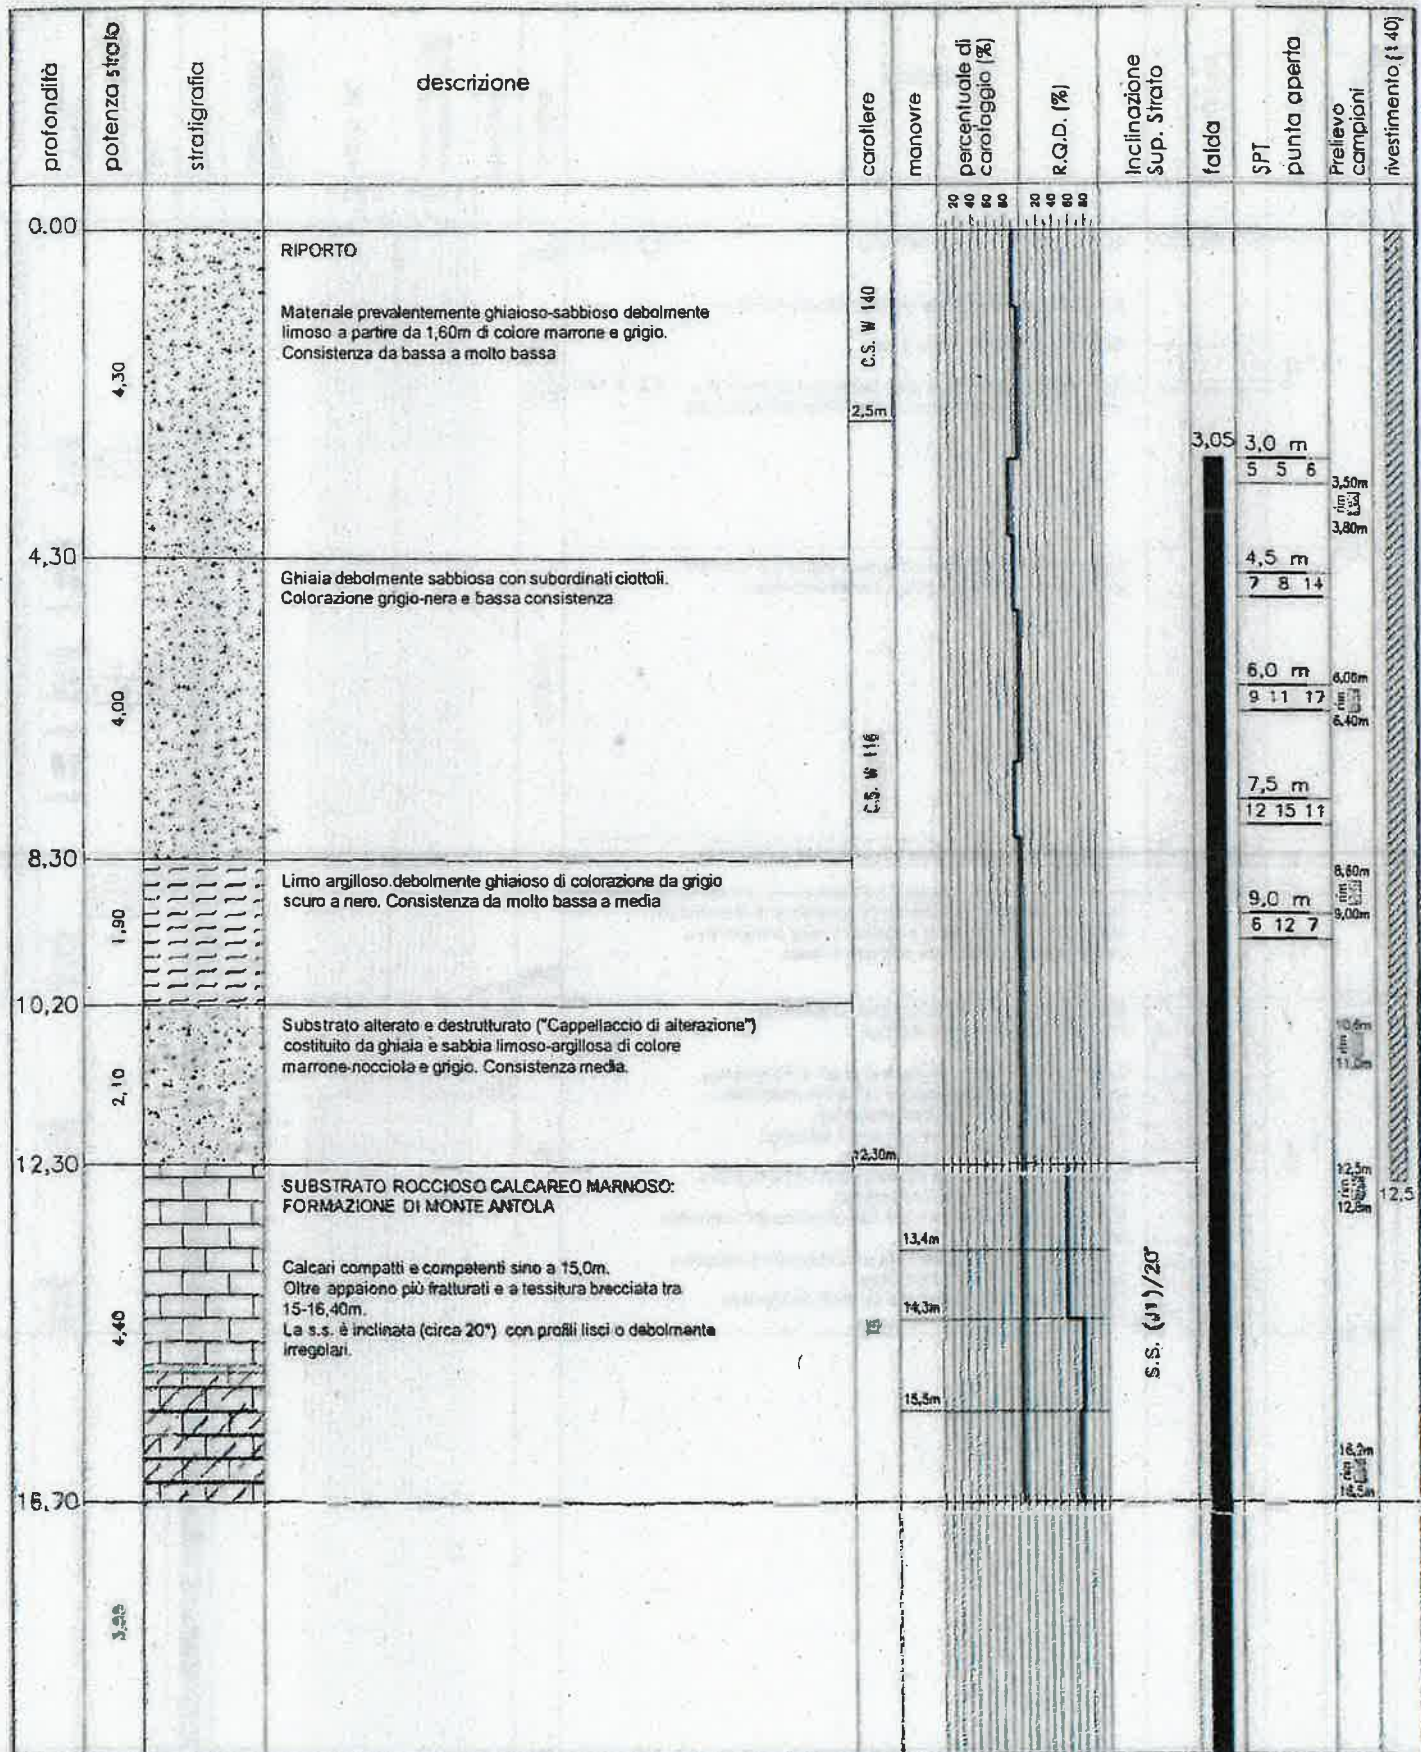 profondità
potenza strato
stratigrafia
descrizione
carotiere
manovre
percentuale di
carotaggio (%)
R.Q.D. (%)
Inclinazione
Sup. Strato
falda
SPT
punta aperta
Prelievo
campioni
rivestimento
20 40 60 80
20 40 60 80
0.00
RIPORTO
Materiale prevalentemente ghiaioso-sabbioso debolmente
limoso a partire da 1,60m di colore marrone e grigio.
Consistenza da bassa a molto bassa
4,30
C.S. W 140
2,5m
3,05
3,0 m
5 5 6
3,50m
rim
3,80m
4,30
Ghiaia debolmente sabbiosa con subordinati ciottoli.
Colorazione grigio-nera e bassa consistenza
4,5 m
7 8 14
4,00
C.S. W 116
6,0 m
9 11 17
rim
6,40m
7,5 m
12 15 11
8,30
Limo argilloso debolmente ghiaioso di colorazione da grigio
scuro a nero. Consistenza da molto bassa a media
1,90
8,60m
rim
9,00m
9,0 m
6 12 7
10,20
Substrato alterato e destrutturato ("Cappellaccio di alterazione")
costituito da ghiaia e sabbia limoso-argillosa di colore
marrone-nocciola e grigio. Consistenza media.
2,10
rim
11,0m
12,30
12,30m
SUBSTRATO ROCCIOSO CALCAREO MARNOSO:
FORMAZIONE DI MONTE ANTOLA
12,5m
rim
12,8m
12,5
Calcari compatti e competenti sino a 15,0m.
Oltre appaiono più fratturati e a tessitura brecciata tra
15-16,40m.
La s.s. è inclinata (circa 20°) con profili lisci o debolmente
irregolari.
4,40
13,4m
14,3m
15,5m
s.s. (J1)/20°
16,2m
rim
16,5m